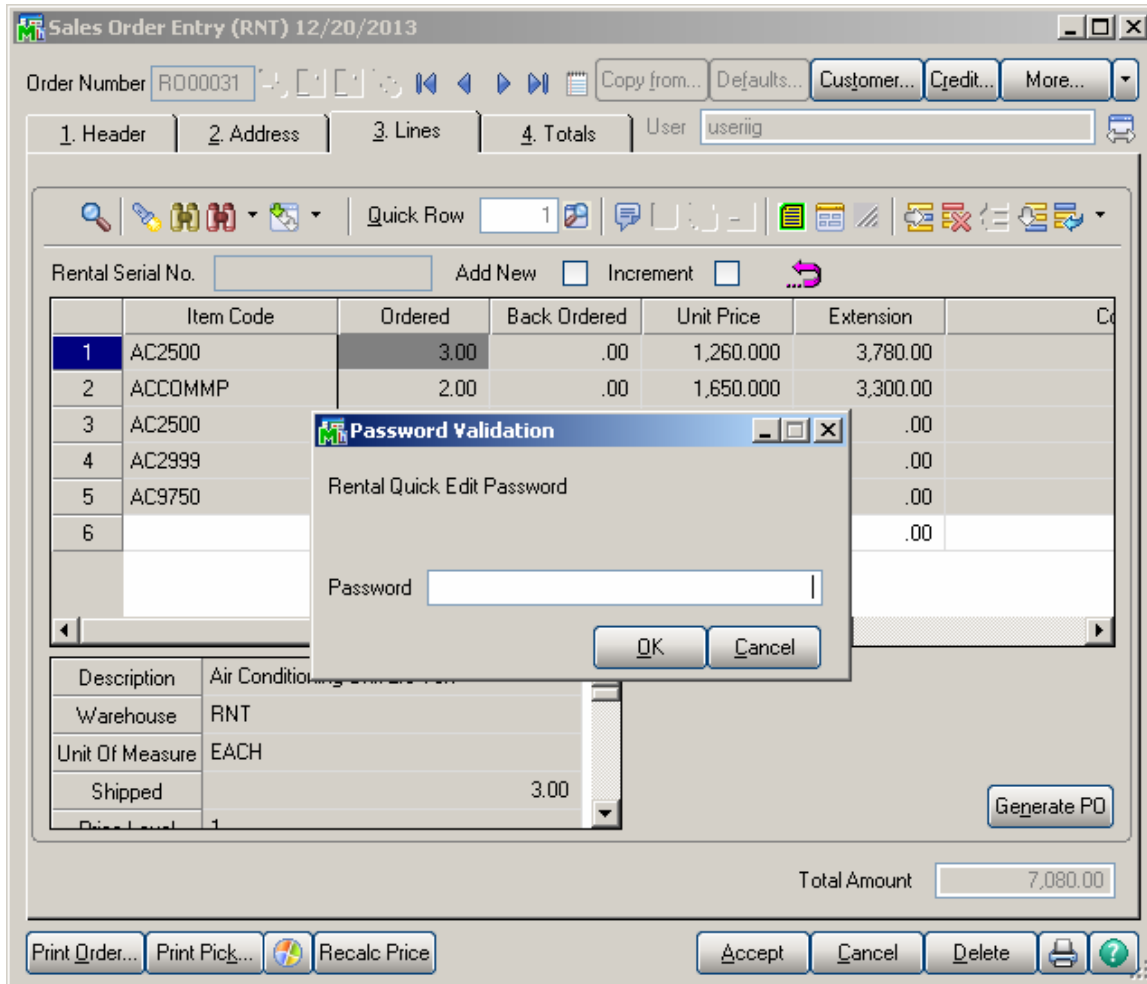 Sales Order Entry (RNT) 12/20/2013
Order Number RO00031 Copy from... Defaults... Customer... Credit... More...
1. Header 2. Address 3. Lines 4. Totals User useriig
Quick Row 1
Rental Serial No. Add New Increment
Item Code Ordered Back Ordered Unit Price Extension
1 AC2500 3.00 .00 1,260.000 3,780.00
2 ACCOMMP 2.00 .00 1,650.000 3,300.00
3 AC2500 .00
4 AC2999 .00
5 AC9750 .00
6 .00
Password Validation
Rental Quick Edit Password
Password
OK Cancel
Description Air Conditioning
Warehouse RNT
Unit Of Measure EACH
Shipped 3.00
Price Level 1
Generate PO
Total Amount 7,080.00
Print Order... Print Pick... Recalc Price Accept Cancel Delete